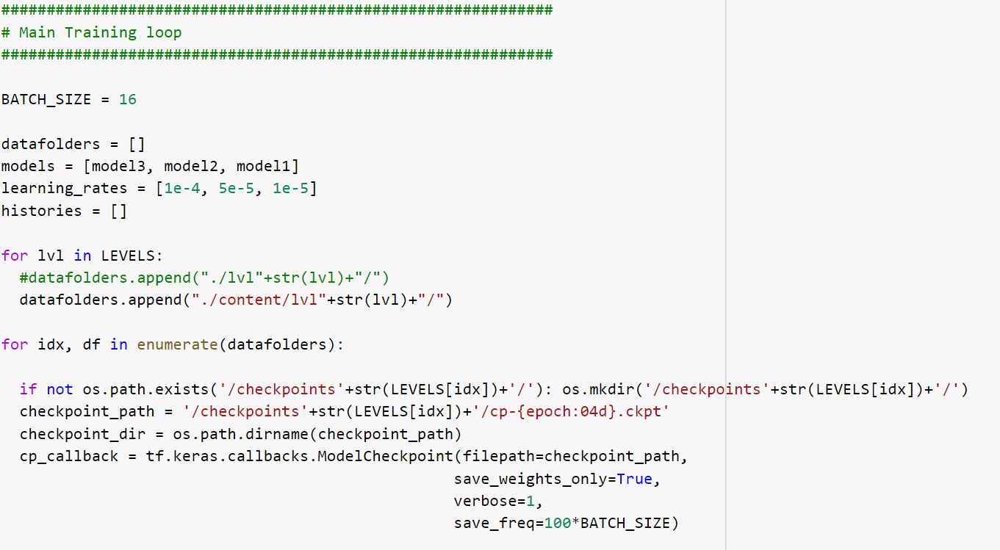 #############################################################
# Main Training loop
#############################################################
BATCH_SIZE = 16
datafolders = []
models = [model3, model2, model1]
learning_rates = [1e-4, 5e-5, 1e-5]
histories = []
for lvl in LEVELS:
  #datafolders.append("./lvl"+str(lvl)+"/")
  datafolders.append("./content/lvl"+str(lvl)+"/")
for idx, df in enumerate(datafolders):
  if not os.path.exists('/checkpoints'+str(LEVELS[idx])+'/'): os.mkdir('/checkpoints'+str(LEVELS[idx])+'/')
  checkpoint_path = '/checkpoints'+str(LEVELS[idx])+'/cp-{epoch:04d}.ckpt'
  checkpoint_dir = os.path.dirname(checkpoint_path)
  cp_callback = tf.keras.callbacks.ModelCheckpoint(filepath=checkpoint_path,
                                                  save_weights_only=True,
                                                  verbose=1,
                                                  save_freq=100*BATCH_SIZE)